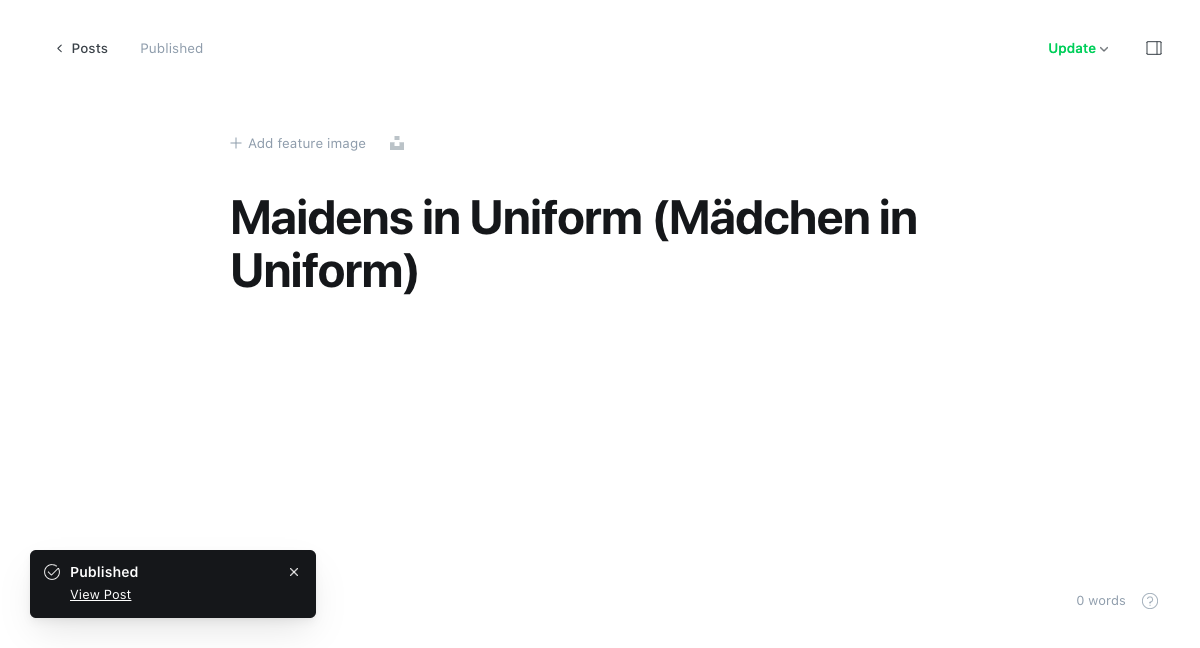 Posts
Published
Update
Add feature image
Maidens in Uniform (Mädchen in
Uniform)
Published
View Post
0 words